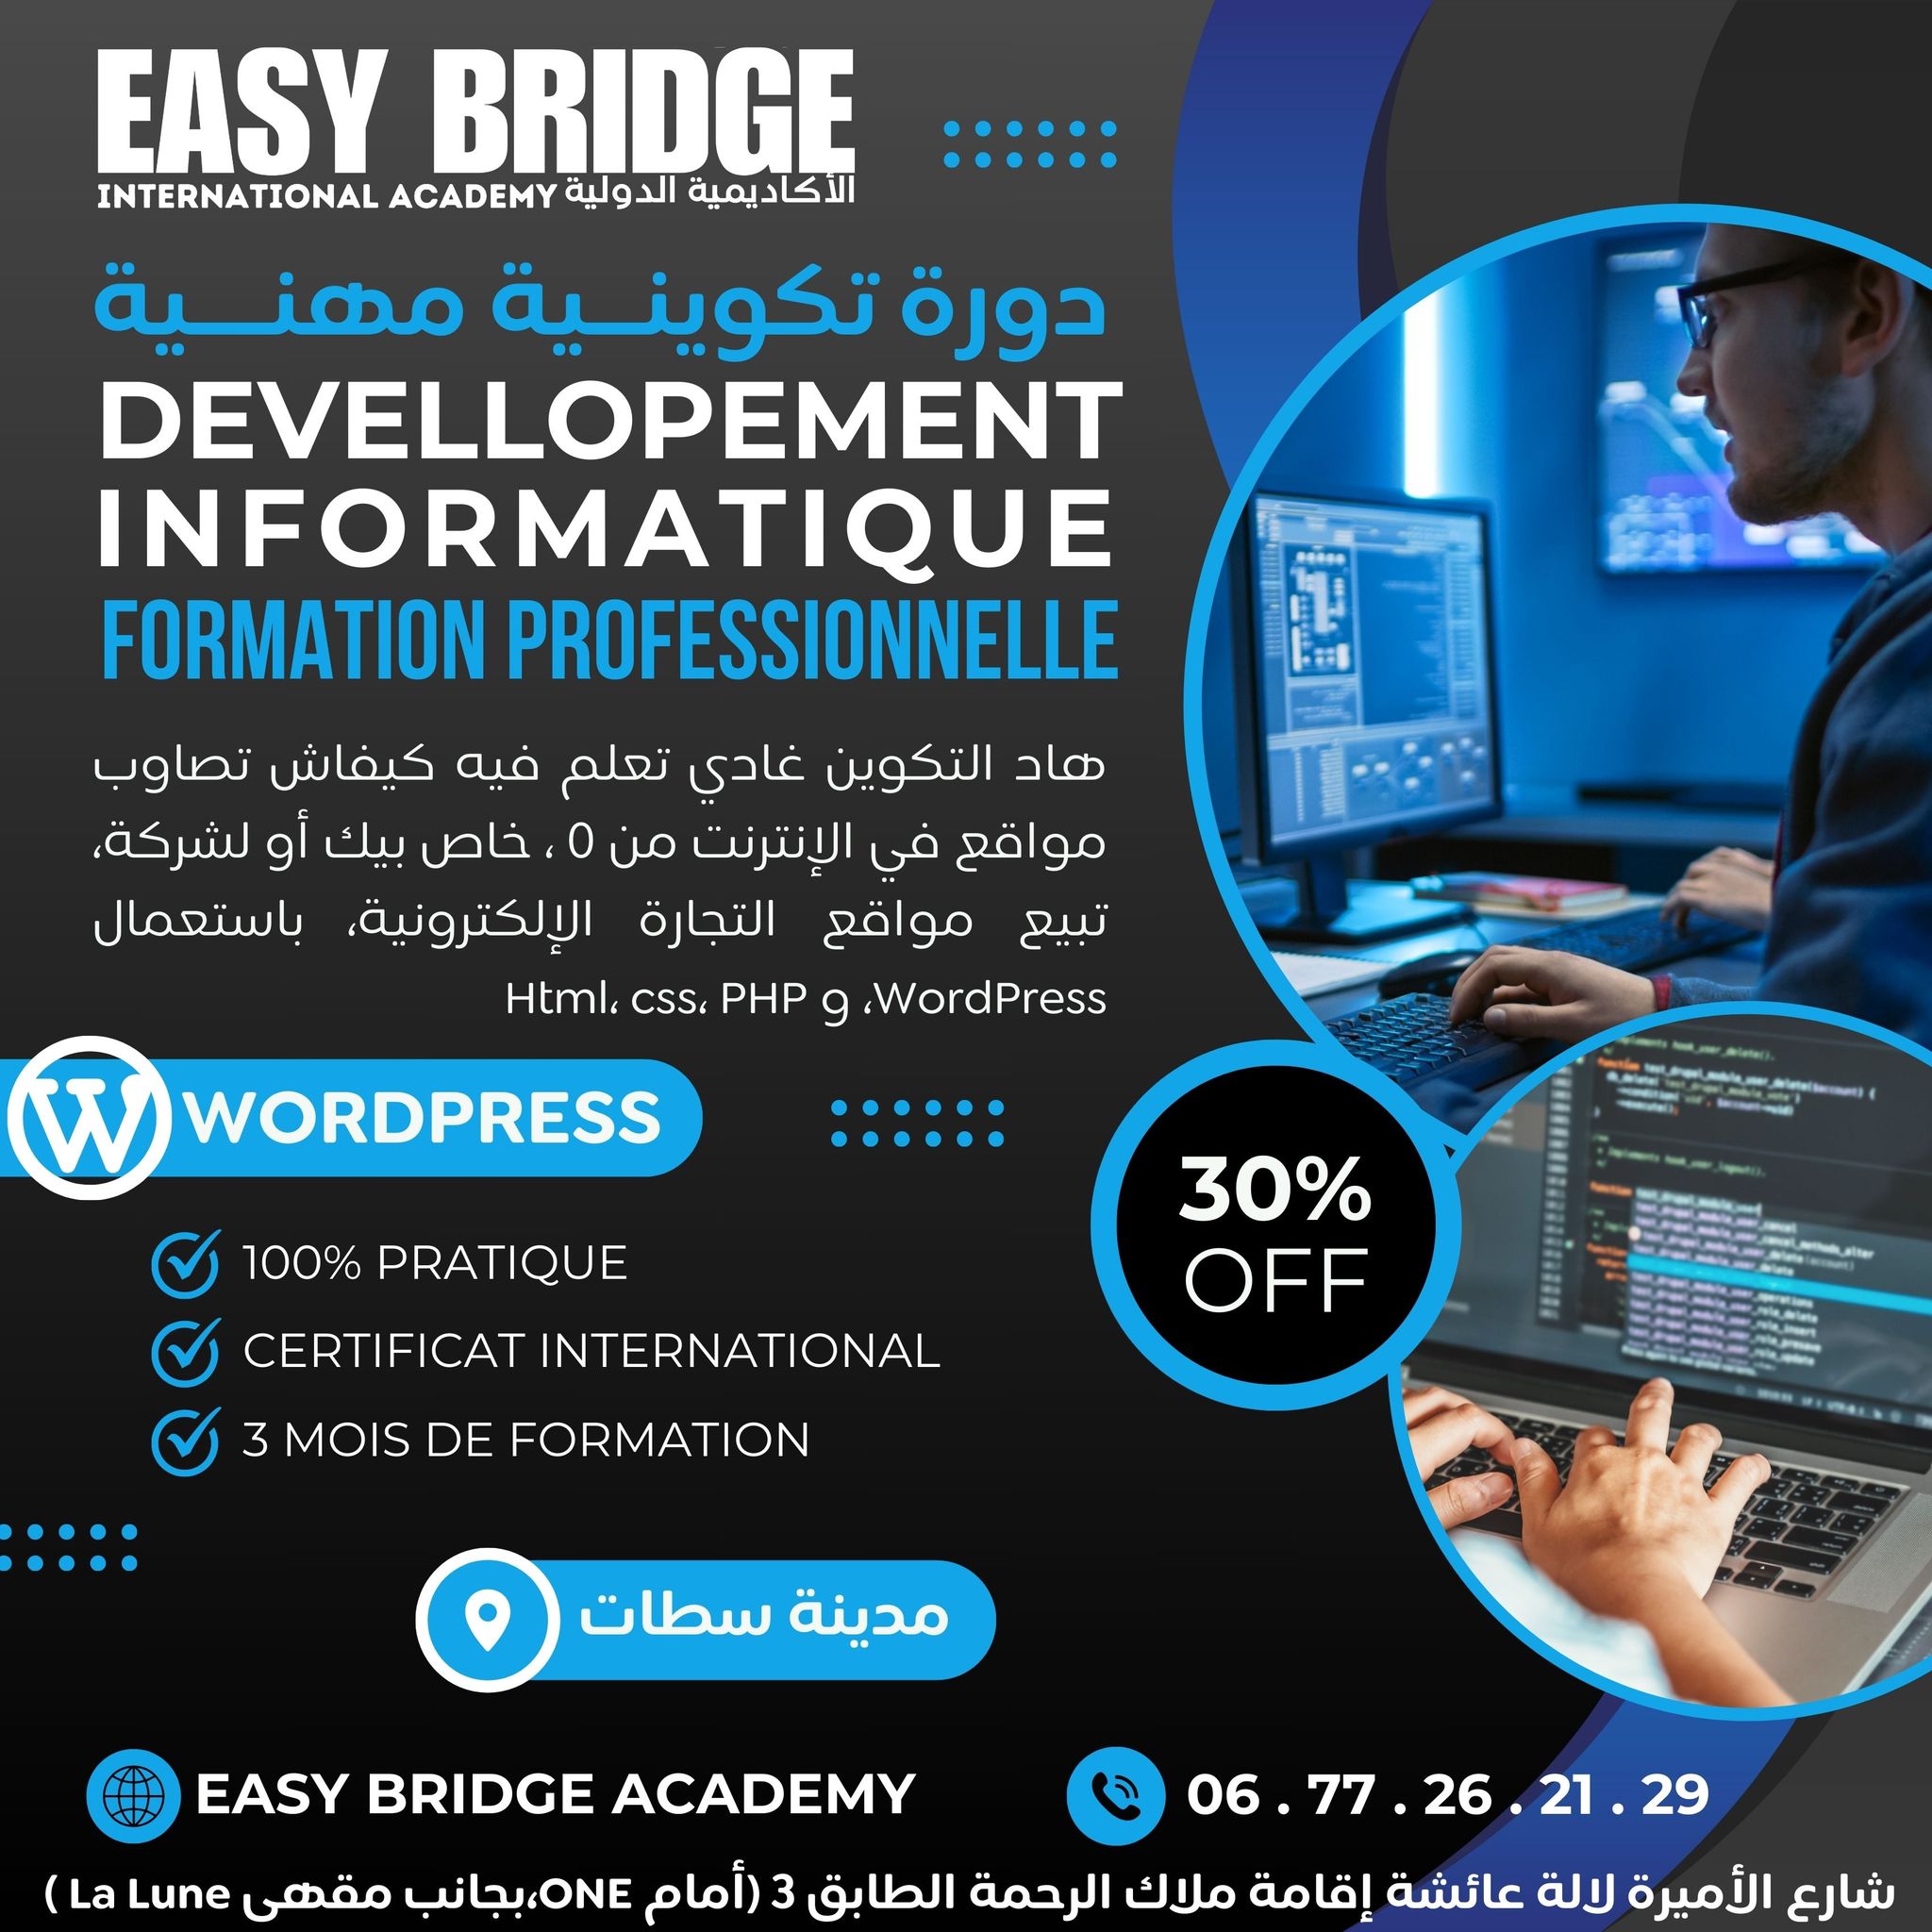 EASY BRIDGE
INTERNATIONAL ACADEMY الأكاديمية الدولية
دورة تكوينـــية مهنـــية
DEVELLOPEMENT
INFORMATIQUE
FORMATION PROFESSIONNELLE
هاد التكوين غادي تعلم فيه كيفاش تصاوب
مواقع في الإنترنت من 0 ، خاص بيك أو لشركة،
تبيع مواقع التجارة الإلكترونية، باستعمال
WordPress، و Html، css، PHP
WORDPRESS
30%
OFF
100% PRATIQUE
CERTIFICAT INTERNATIONAL
3 MOIS DE FORMATION
مدينة سطات
EASY BRIDGE ACADEMY
06 . 77 . 26 . 21 . 29
شارع الأميرة لالة عائشة إقامة ملاك الرحمة الطابق 3 (أمام ONE،بجانب مقهى La Lune )